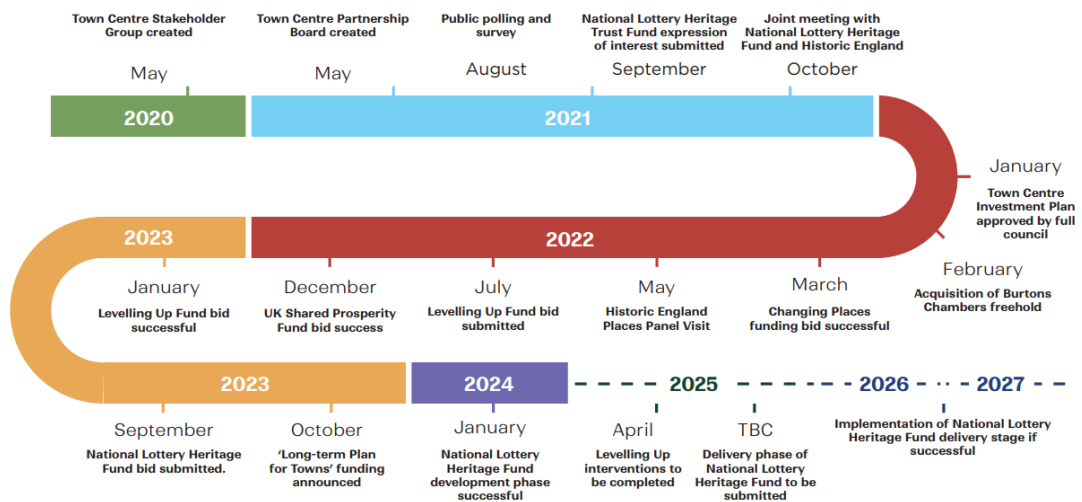 Town Centre Stakeholder
Group created
May
Town Centre Partnership
Board created
May
Public polling and
survey
August
National Lottery Heritage
Trust Fund expression
of interest submitted
September
Joint meeting with
National Lottery Heritage
Fund and Historic England
October
2020
2021
January
Town Centre
Investment Plan
approved by full
council
February
Acquisition of Burtons
Chambers freehold
2022
March
Changing Places
funding bid successful
May
Historic England
Places Panel Visit
July
Levelling Up Fund bid
submitted
December
UK Shared Prosperity
Fund bid success
2023
January
Levelling Up Fund bid
successful
2023
September
National Lottery Heritage
Fund bid submitted.
October
‘Long-term Plan
for Towns’ funding
announced
2024
January
National Lottery
Heritage Fund
development phase
successful
2025
April
Levelling Up
interventions to
be completed
TBC
Delivery phase of
National Lottery
Heritage Fund to be
submitted
2026
2027
Implementation of National Lottery
Heritage Fund delivery stage if
successful